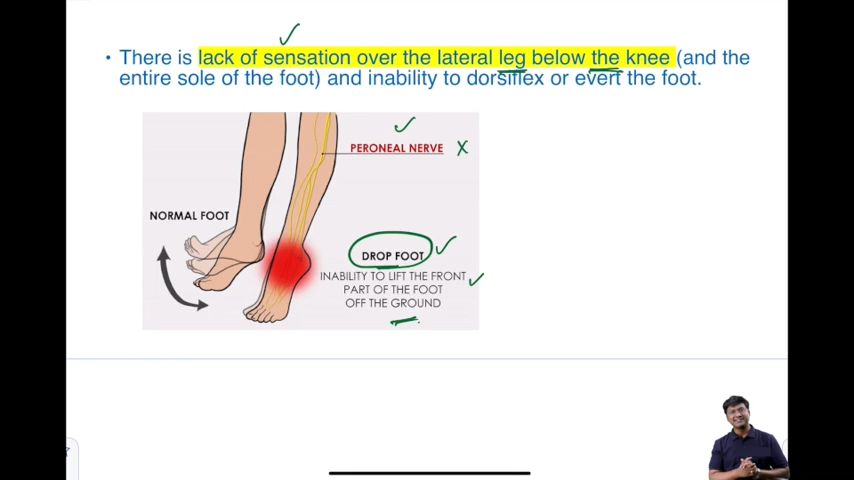 • There is lack of sensation over the lateral leg below the knee (and the
entire sole of the foot) and inability to dorsiflex or evert the foot.
PERONEAL NERVE X
NORMAL FOOT
DROP FOOT
INABILITY TO LIFT THE FRONT
PART OF THE FOOT
OFF THE GROUND